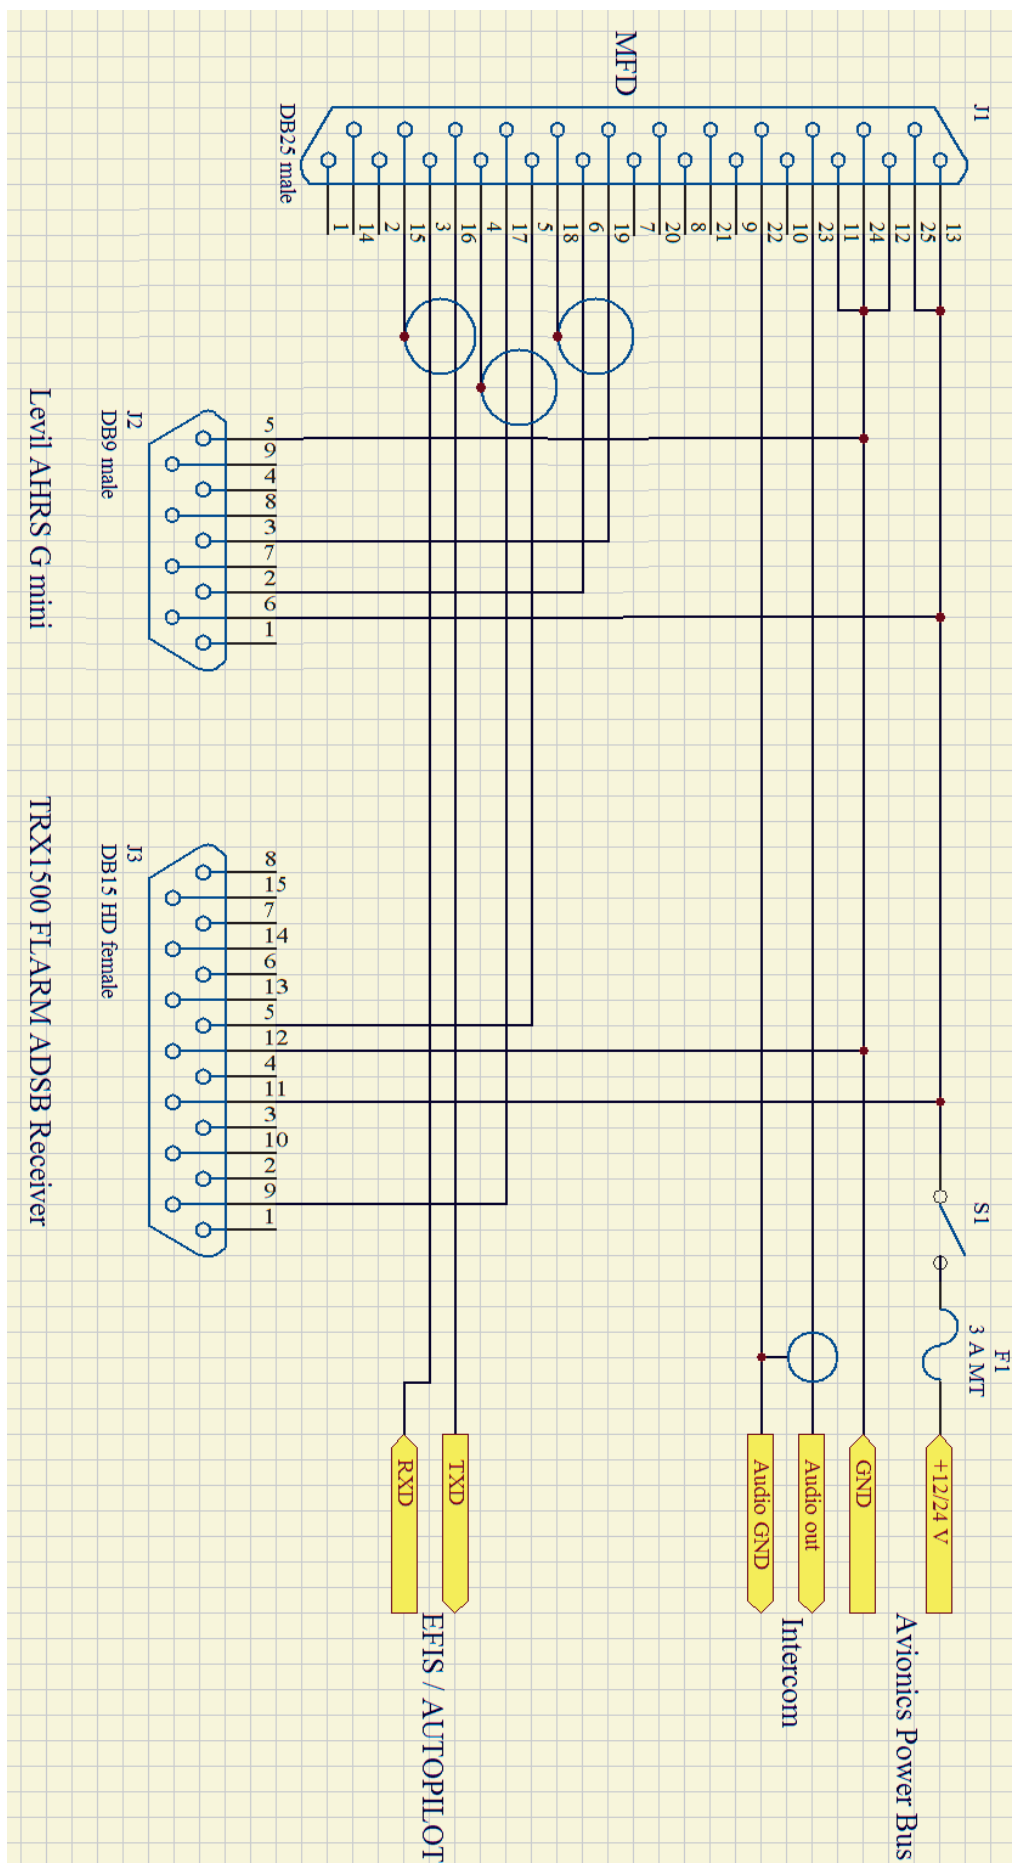 MFD
J1
DB25 male
1
14
2
15
3
16
4
17
5
18
6
19
7
20
8
21
9
22
10
23
11
24
12
25
13
J2
DB9 male
Levil AHRS G mini
5
9
4
8
3
7
2
6
1
J3
DB15 HD female
TRX1500 FLARM ADSB Receiver
8
15
7
14
6
13
5
12
4
11
3
10
2
9
1
S1
F1
3 A MT
+12/24 V
GND
Avionics Power Bus
Audio out
Audio GND
Intercom
TXD
RXD
EFIS / AUTOPILOT